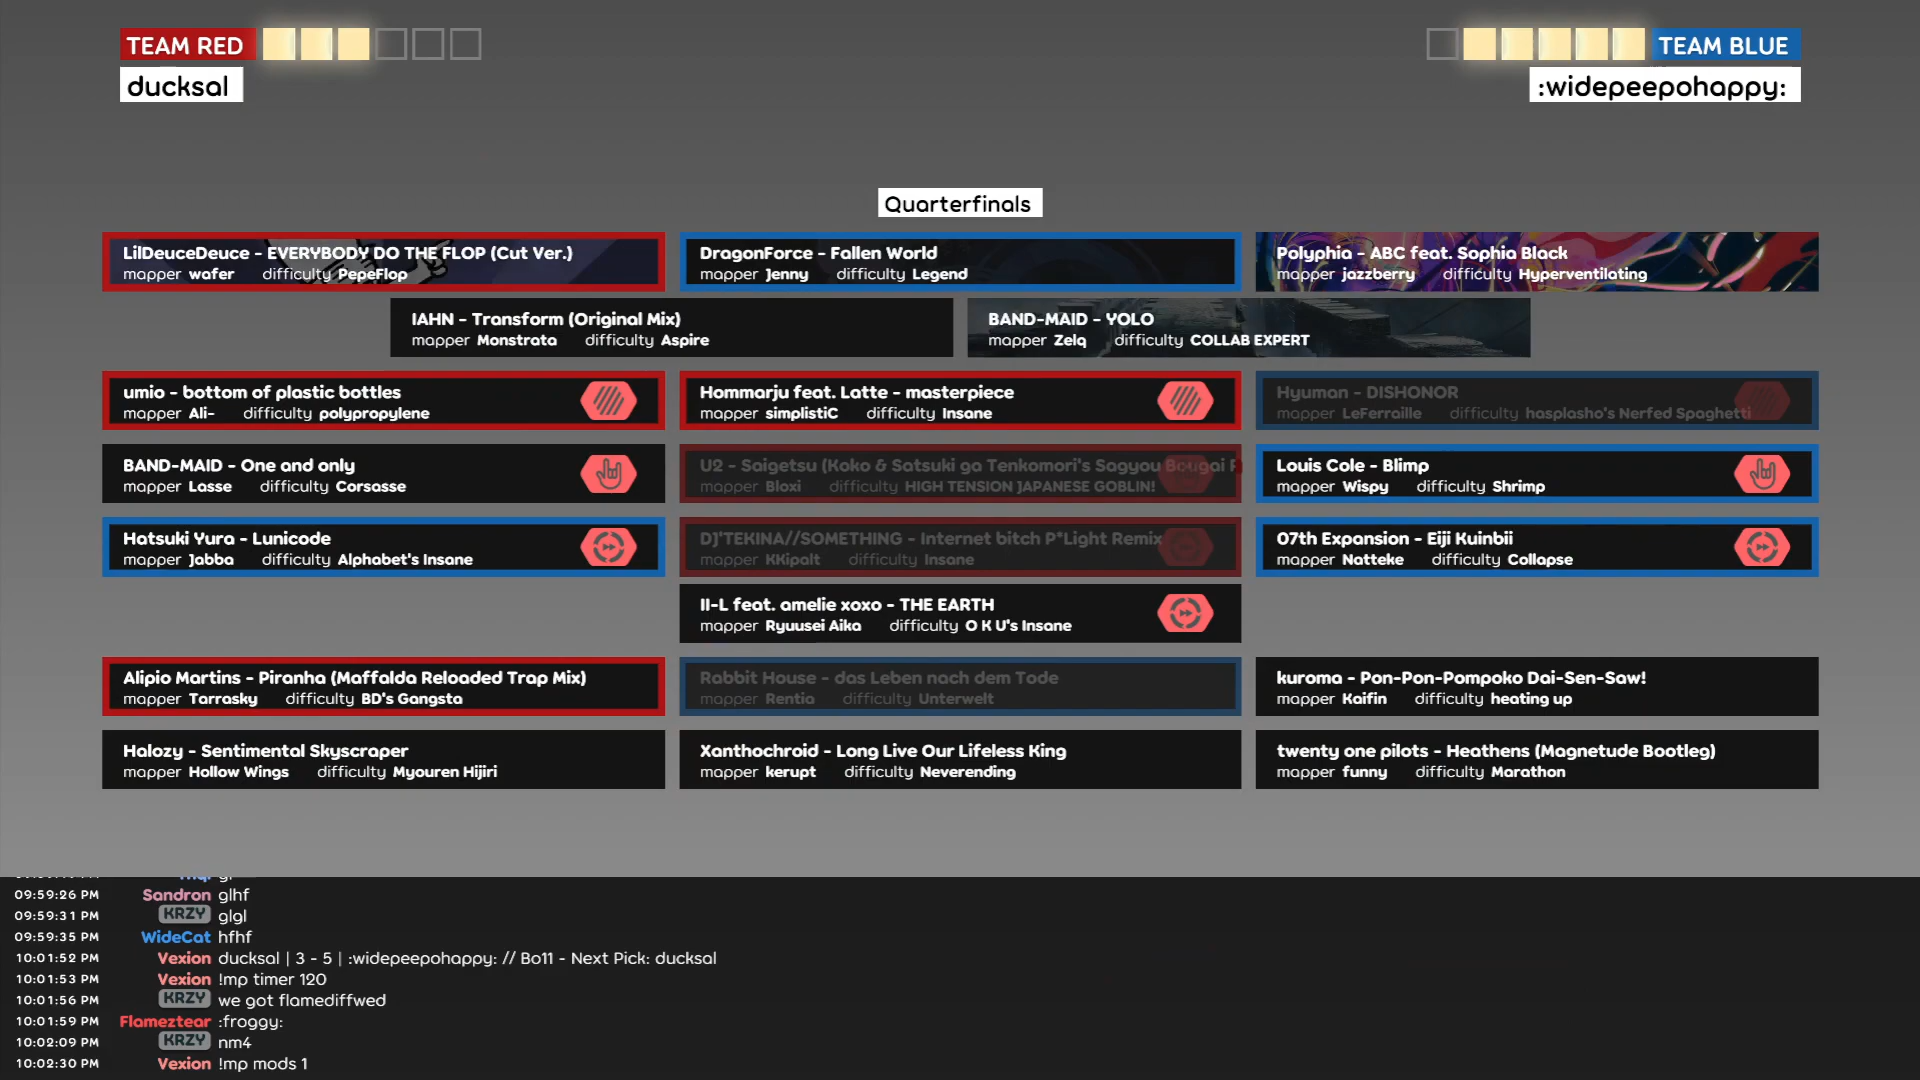 TEAM RED
TEAM BLUE
ducksal
:widepeepohappy:
Quarterfinals
LilDeuceDeuce - EVERYBODY DO THE FLOP (Cut Ver.)
mapper wafer difficulty PepeFlop
DragonForce - Fallen World
mapper Jenny difficulty Legend
Polyphia - ABC feat. Sophia Black
mapper jazzberry difficulty Hyperventilating
IAHN - Transform (Original Mix)
mapper Monstrata difficulty Aspire
BAND-MAID - YOLO
mapper Zelq difficulty COLLAB EXPERT
umio - bottom of plastic bottles
mapper Ali- difficulty polypropylene
Hommarju feat. Latte - masterpiece
mapper simplistiC difficulty Insane
Hyuman - DISHONOR
mapper LeFerraille difficulty hasplasho's Nerfed Spaghetti
BAND-MAID - One and only
mapper Lasse difficulty Corsasse
U2 - Saigetsu (Koko & Satsuki ga Tenkomori's Sagyou Bougai
mapper Bloxi difficulty HIGH TENSION JAPANESE GOBLIN!
Louis Cole - Blimp
mapper Wispy difficulty Shrimp
Hatsuki Yura - Lunicode
mapper Jabba difficulty Alphabet's Insane
DJ'TEKINA//SOMETHING - Internet bitch P*Light Remix
mapper KKipalt difficulty Insane
07th Expansion - Eiji Kuinbii
mapper Natteke difficulty Collapse
II-L feat. amelie xoxo - THE EARTH
mapper Ryuusei Aika difficulty O K U's Insane
Alipio Martins - Piranha (Maffalda Reloaded Trap Mix)
mapper Tarrasky difficulty BD's Gangsta
Rabbit House - das Leben nach dem Tode
mapper Rentia difficulty Unterwelt
kuroma - Pon-Pon-Pompoko Dai-Sen-Saw!
mapper Kaifin difficulty heating up
Halozy - Sentimental Skyscraper
mapper Hollow Wings difficulty Myouren Hijiri
Xanthochroid - Long Live Our Lifeless King
mapper kerupt difficulty Neverending
twenty one pilots - Heathens (Magnetude Bootleg)
mapper funny difficulty Marathon
09:59:26 PM Sandron glhf
09:59:31 PM KRZY glgl
09:59:35 PM WideCat hfhf
10:01:52 PM Vexion ducksal | 3 - 5 | :widepeepohappy: // Bo11 - Next Pick: ducksal
10:01:53 PM Vexion !mp timer 120
10:01:56 PM KRZY we got flamediffwed
10:01:59 PM Flameztear :froggy:
10:02:09 PM KRZY nm4
10:02:30 PM Vexion !mp mods 1